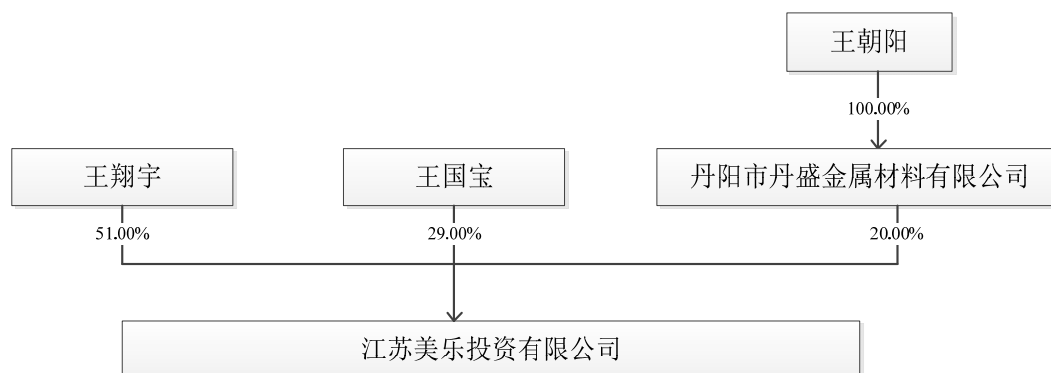 王朝阳
100.00%
王翔宇
王国宝
丹阳市丹盛金属材料有限公司
51.00%
29.00%
20.00%
江苏美乐投资有限公司